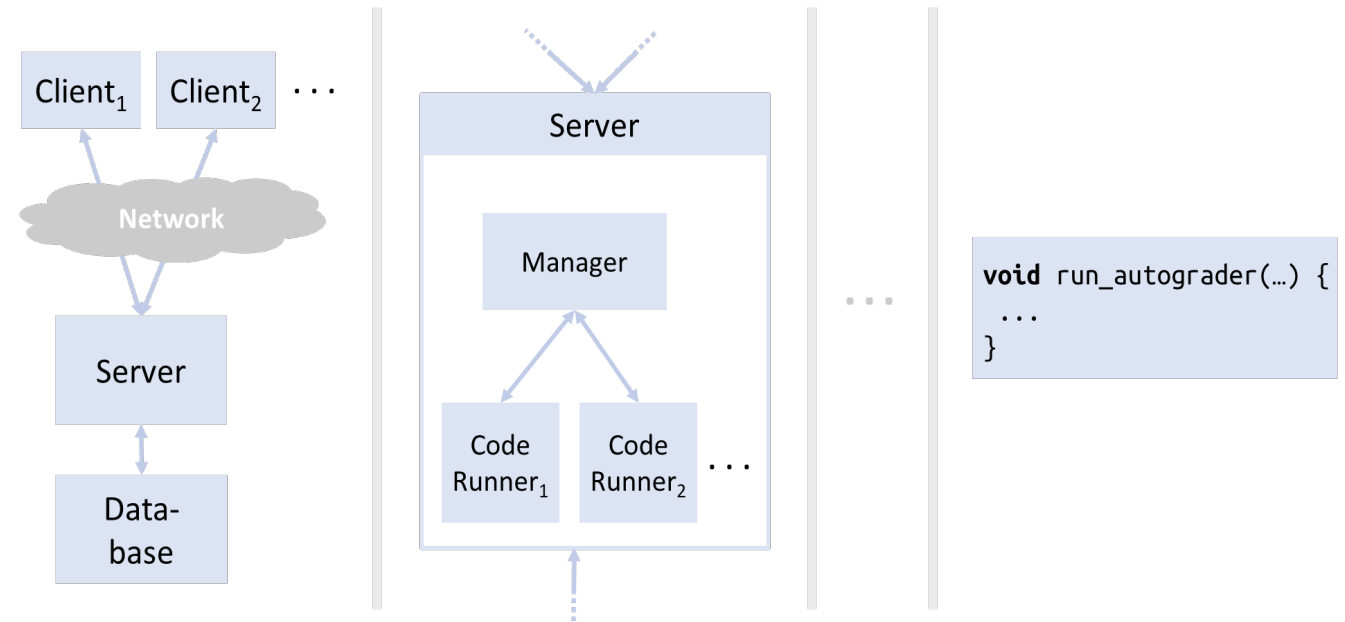 Client1
Client2
...
Network
Server
Data-
base
Server
Manager
Code
Runner1
Code
Runner2
...
...
void run_autograder(…) {
...
}